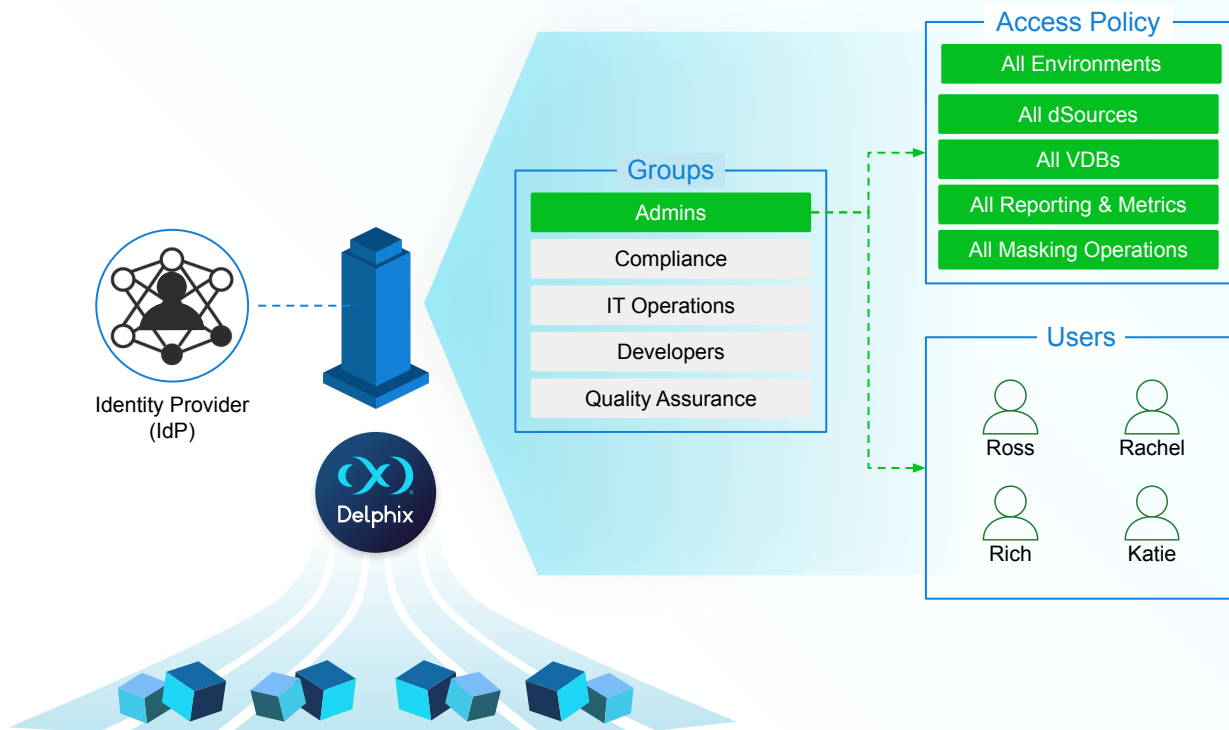 Access Policy
All Environments
All dSources
All VDBs
All Reporting & Metrics
All Masking Operations
Groups
Admins
Compliance
IT Operations
Developers
Quality Assurance
Identity Provider
(IdP)
Delphix
Users
Ross
Rachel
Rich
Katie